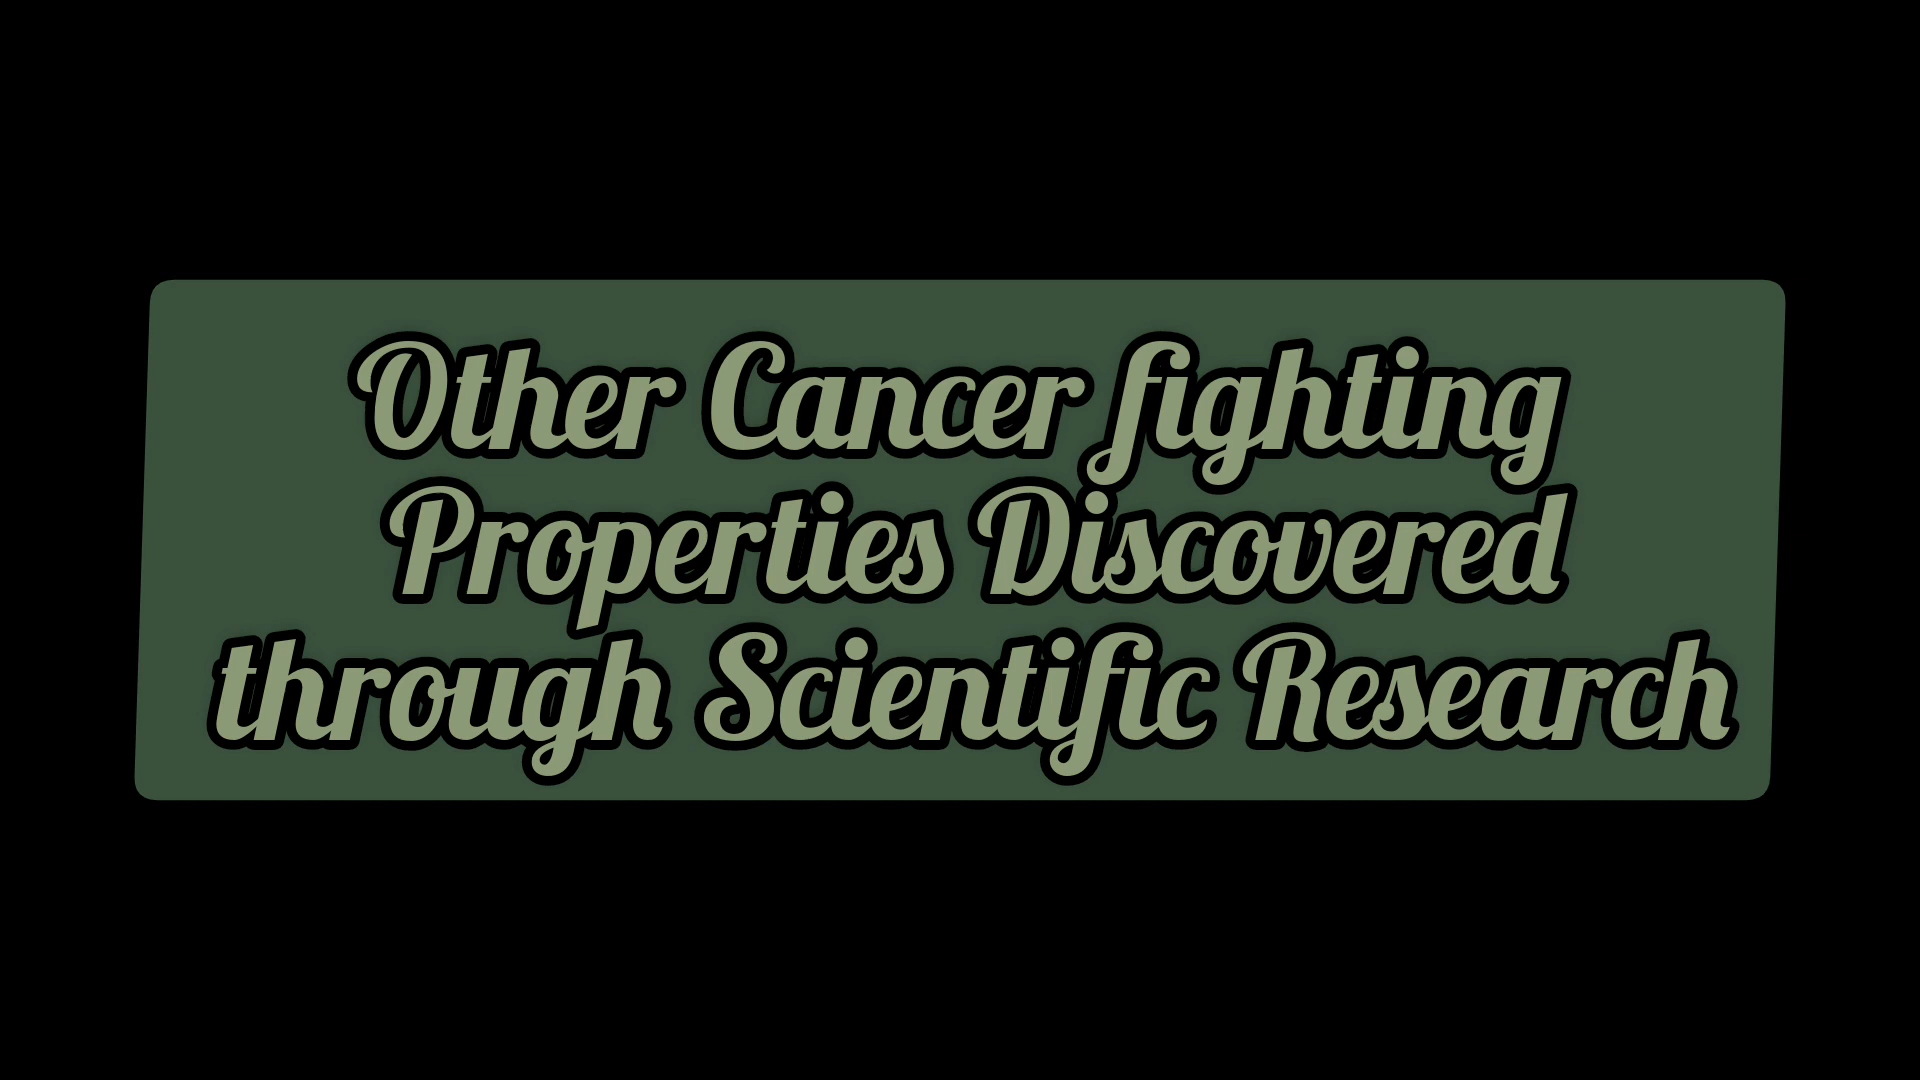 Other Cancer fighting
Properties Discovered
through Scientific Research